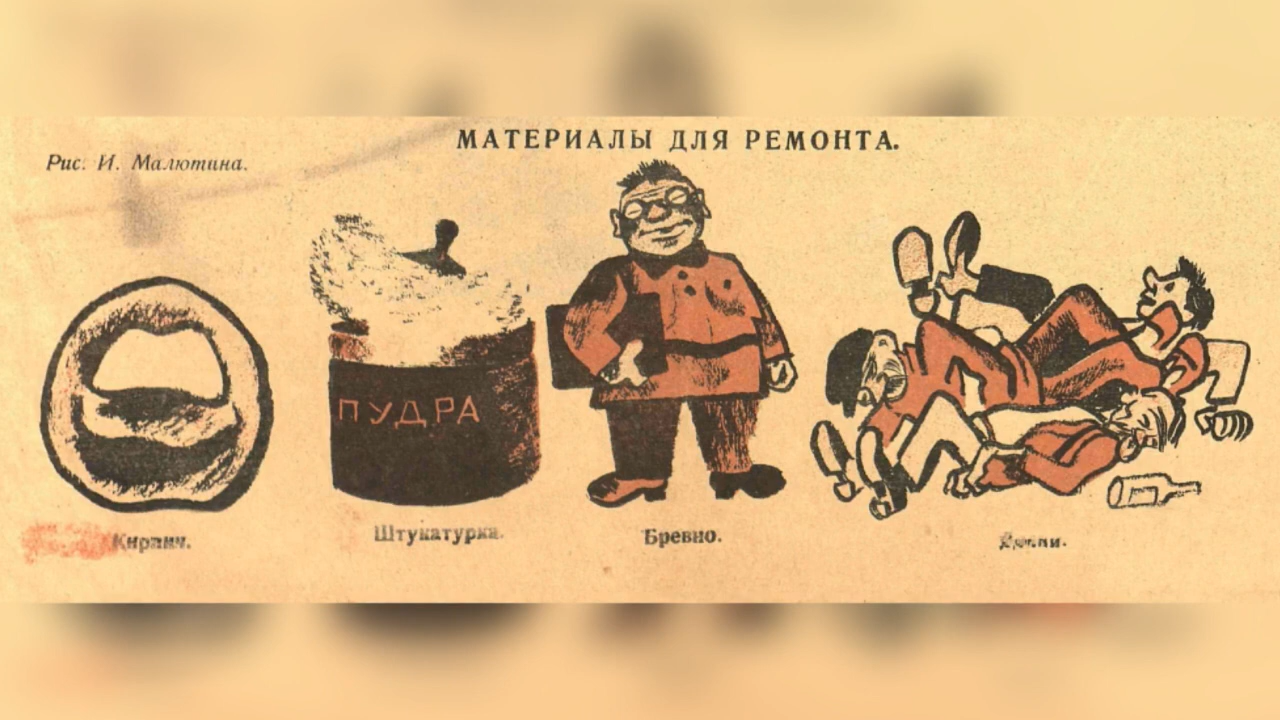 МАТЕРИАЛЫ ДЛЯ РЕМОНТА.
Рис. И. Малютина.
ПУДРА
Кирпич.
Штукатурка.
Бревно.